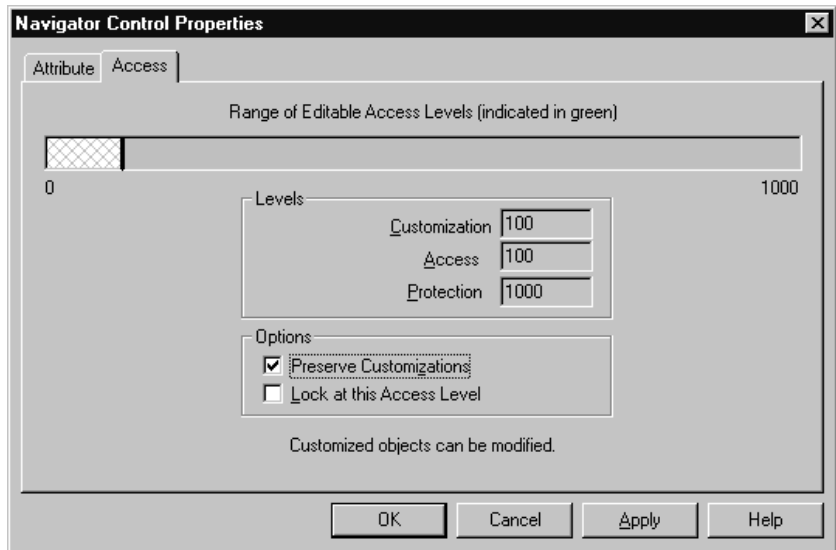 Navigator Control Properties
Attribute Access
Range of Editable Access Levels (indicated in green)
0 1000
Levels
Customization 100
Access 100
Protection 1000
Options
Preserve Customizations
Lock at this Access Level
Customized objects can be modified.
OK Cancel Apply Help